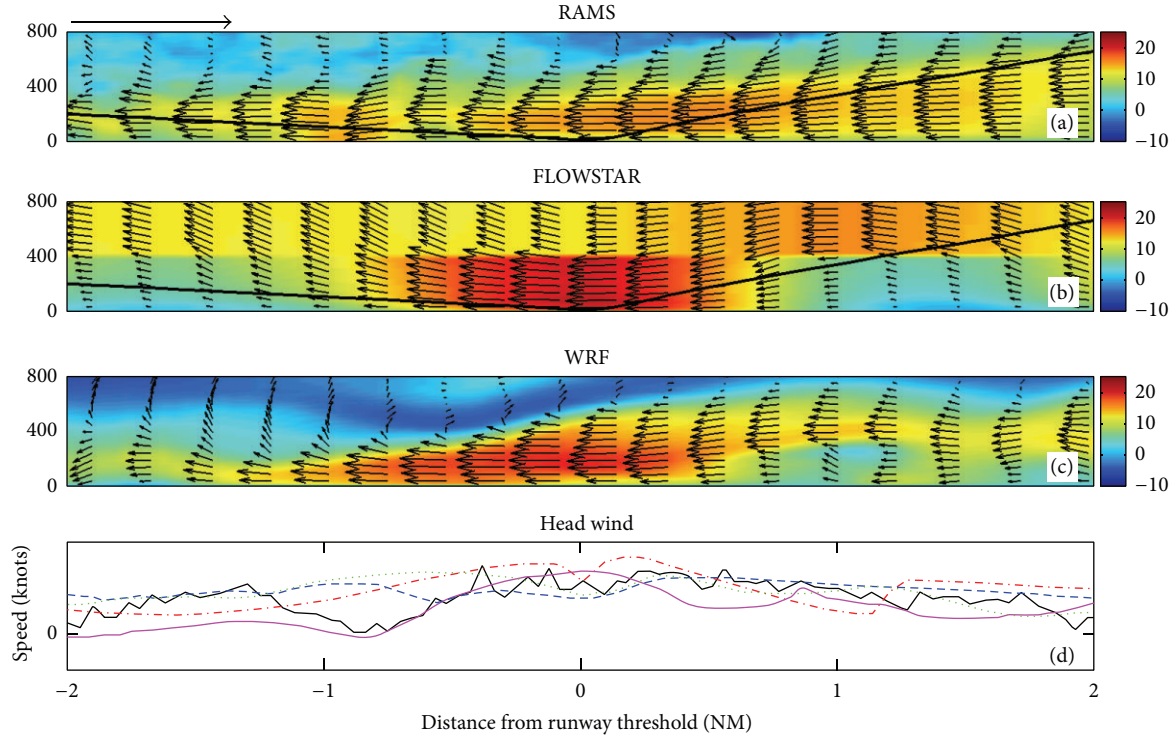 RAMS
800
400
0
20
10
0
−10
(a)
FLOWSTAR
800
400
0
20
10
0
−10
(b)
WRF
800
400
0
20
10
0
−10
(c)
Head wind
Speed (knots)
0
(d)
−2
−1
0
1
2
Distance from runway threshold (NM)